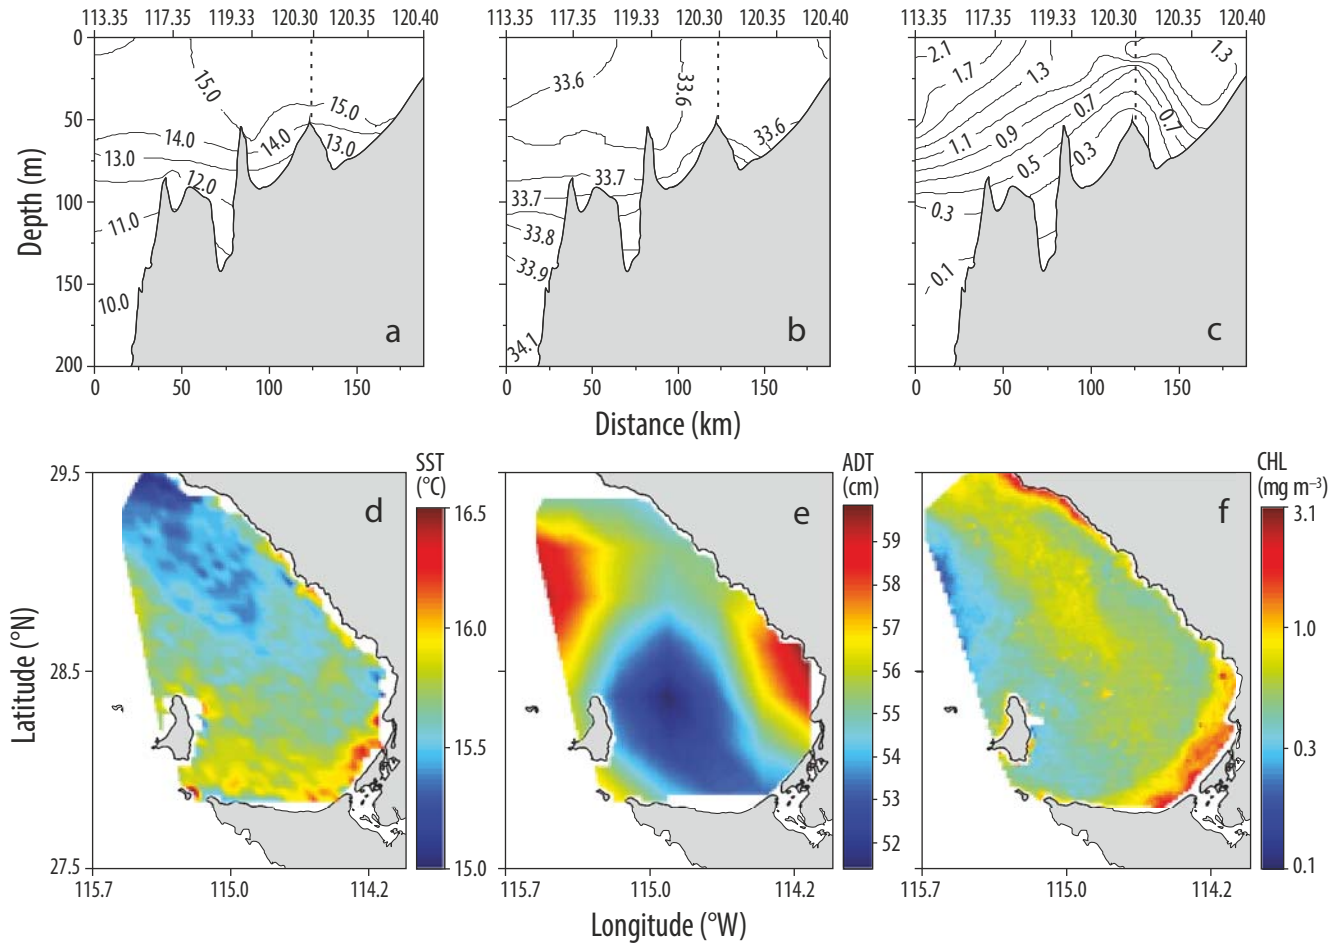 113.35 117.35 119.33 120.30 120.35 120.40
113.35 117.35 119.33 120.30 120.35 120.40
113.35 117.35 119.33 120.30 120.35 120.40
Depth (m)
0
50
100
150
200
15.0
15.0
14.0
14.0
13.0
13.0
12.0
11.0
10.0
a
0 50 100 150
33.6
33.6
33.6
33.7
33.7
33.8
33.9
34.1
b
0 50 100 150
2.1
1.7
1.3
1.3
0.7
0.7
0.9
1.1
0.5
0.3
0.3
0.1
c
0 50 100 150
Distance (km)
Latitude (°N)
29.5
28.5
27.5
d
SST
(°C)
16.5
16.0
15.5
15.0
115.7 115.0 114.2
e
ADT
(cm)
59
58
57
56
55
54
53
52
115.7 115.0 114.2
f
CHL
(mg m⁻³)
3.1
1.0
0.3
0.1
115.7 115.0 114.2
Longitude (°W)